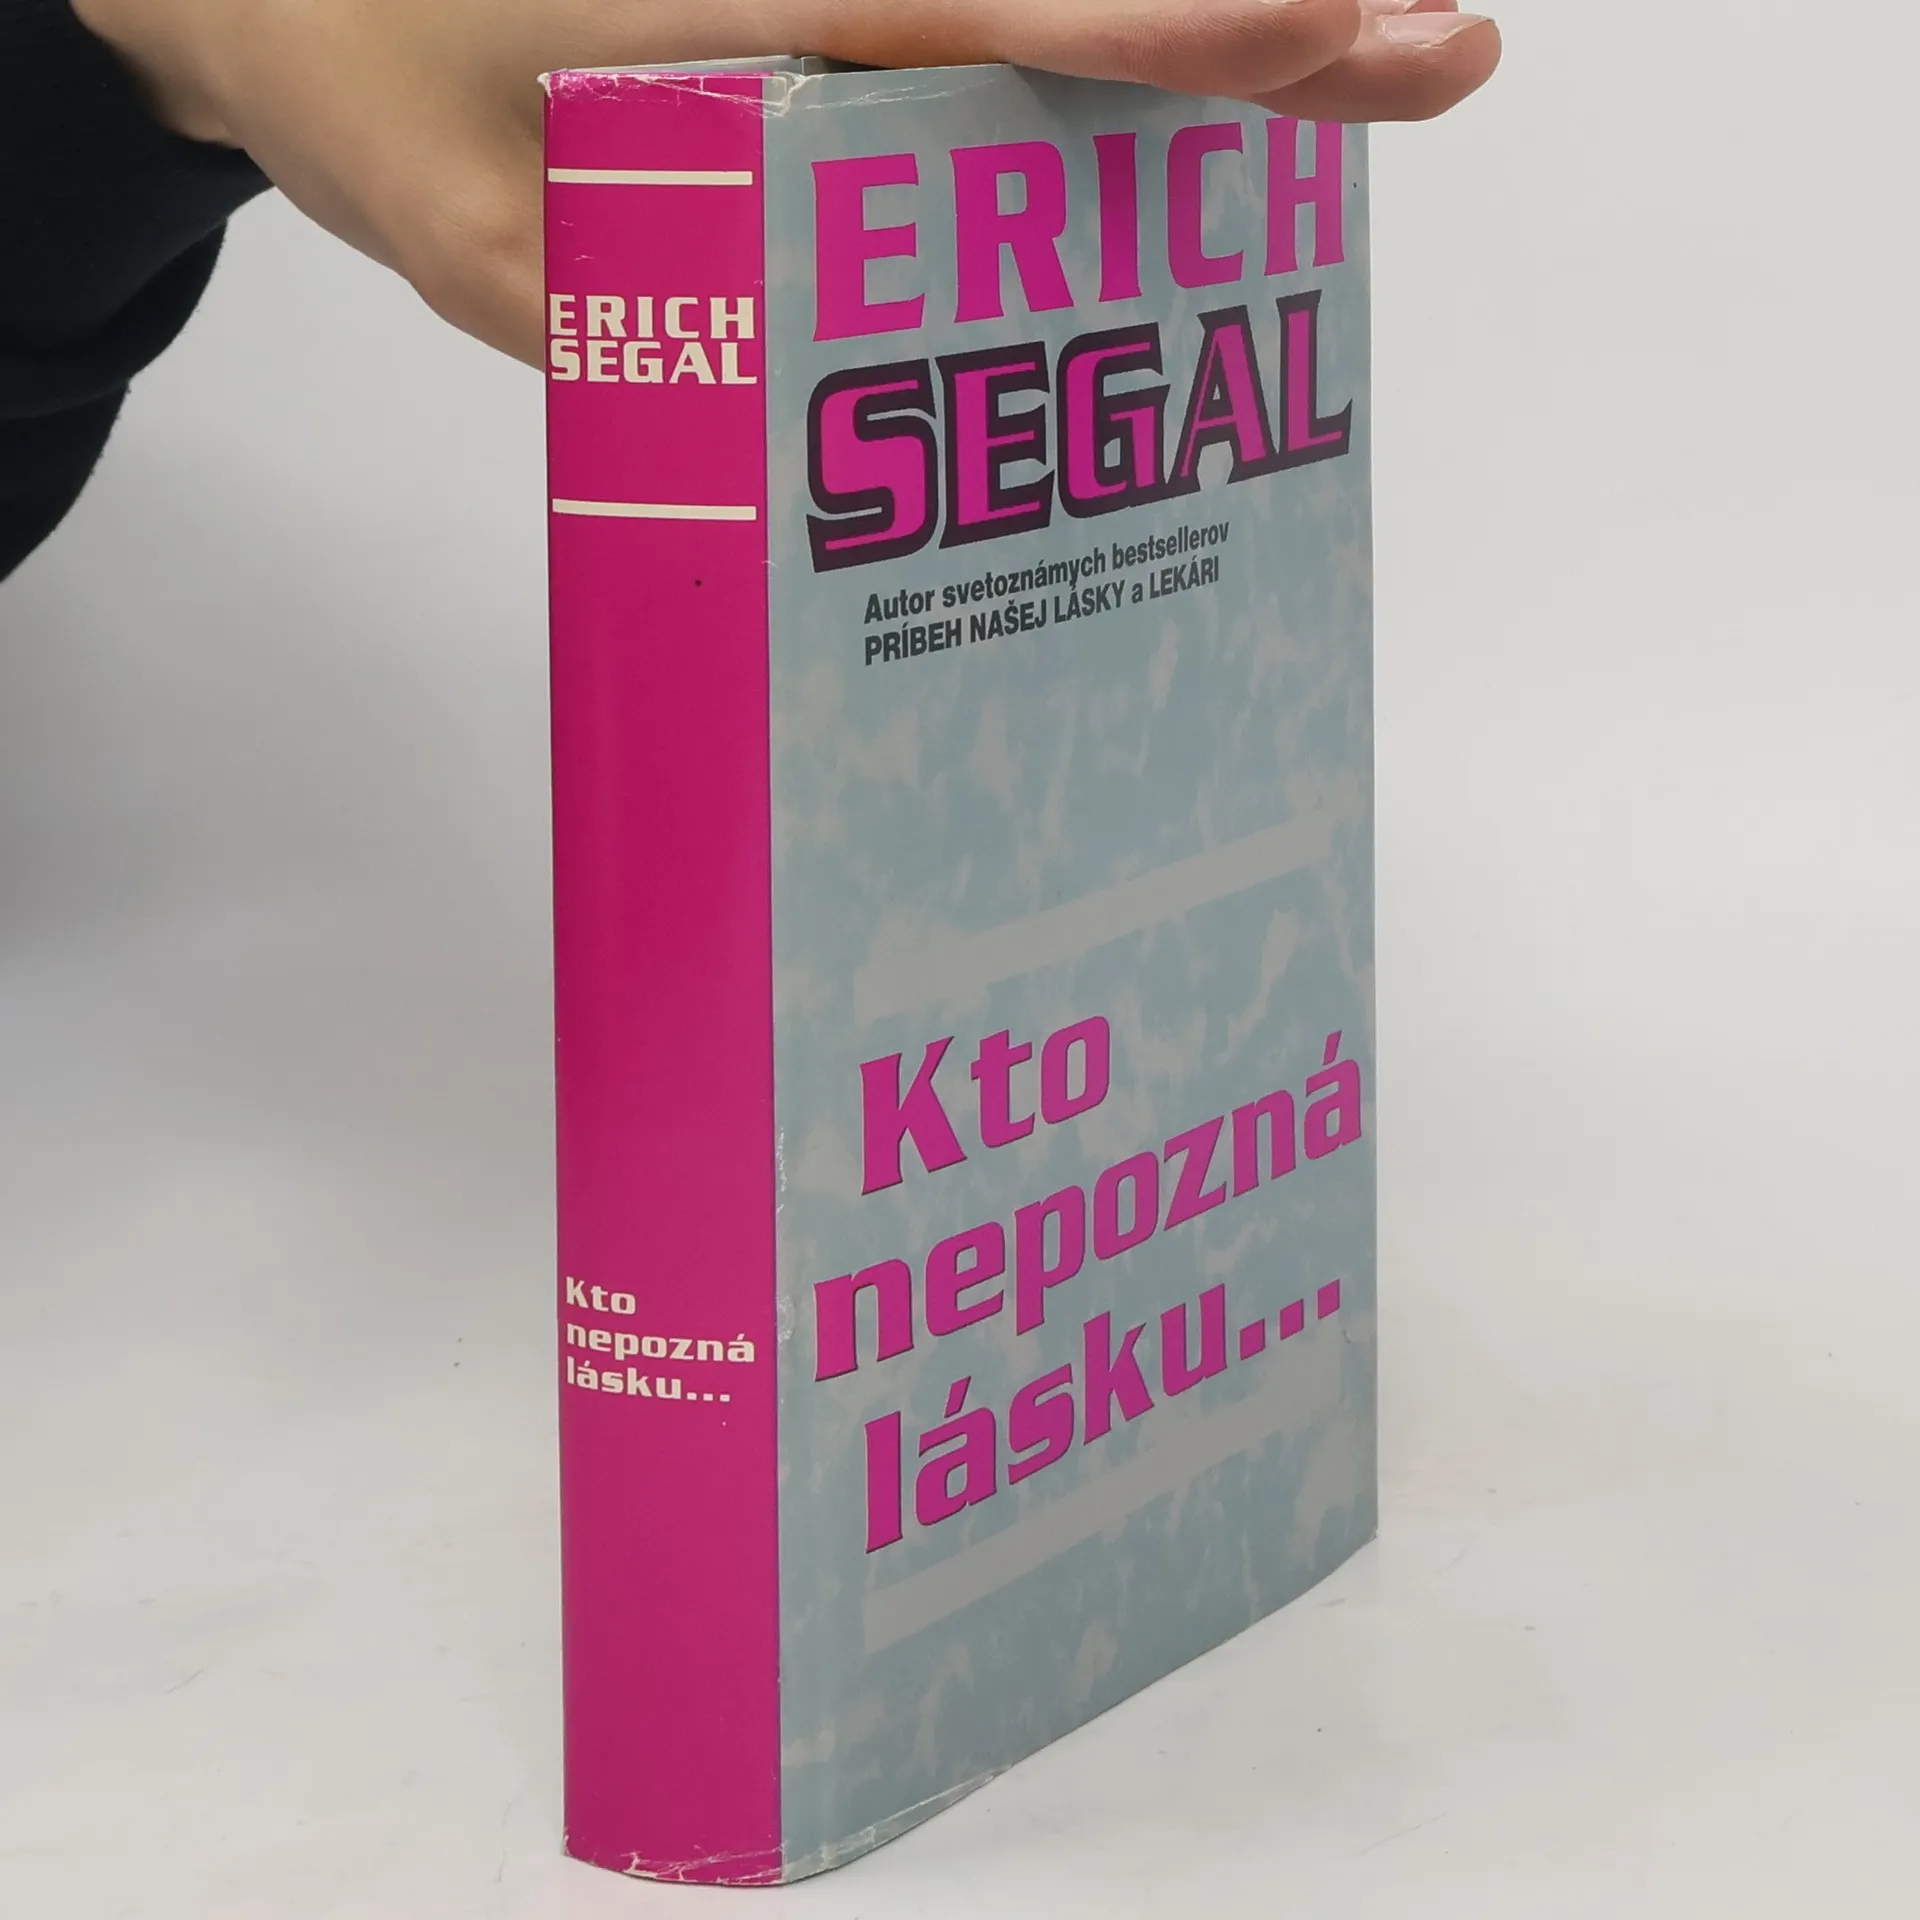 ERICH
SEGAL
Kto
nepozná
lásku...
ERICH
SEGAL
Autor svetoznámych bestsellerov
PRÍBEH NAŠEJ LÁSKY a LEKÁRI
Kto
nepozná
lásku...